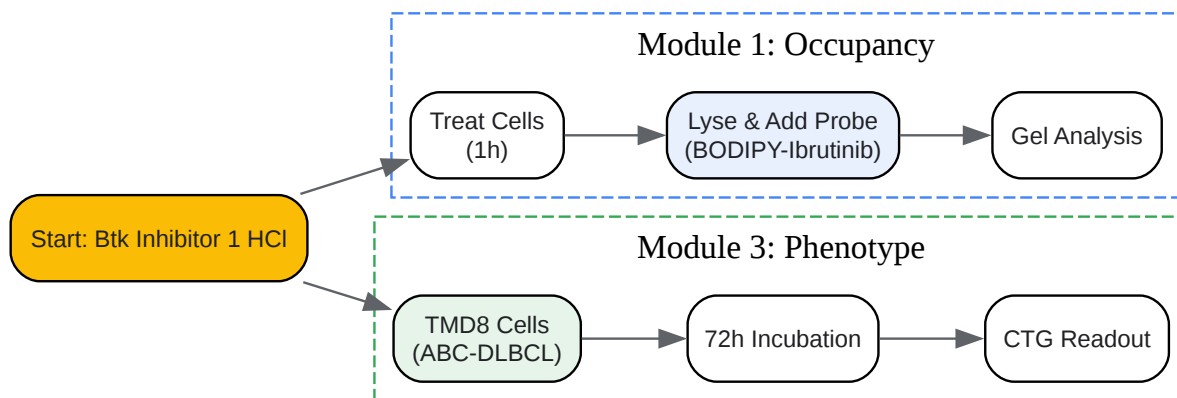 Module 1: Occupancy
Treat Cells
(1h)
Lyse & Add Probe
(BODIPY-Ibrutinib)
Gel Analysis
Start: Btk Inhibitor 1 HCl
Module 3: Phenotype
TMD8 Cells
(ABC-DLBCL)
72h Incubation
CTG Readout